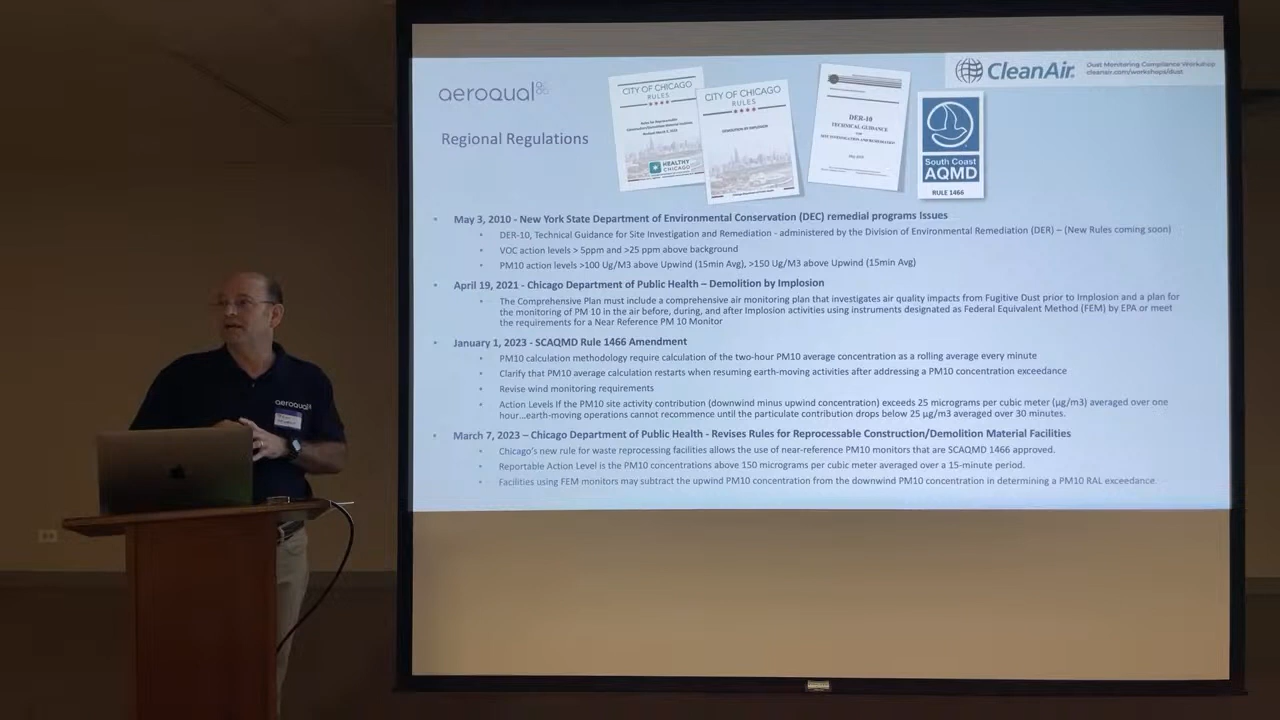 aeroqual
Regional Regulations
CITY OF CHICAGO
RULES
HEALTHY
CHICAGO
CITY OF CHICAGO
RULES
DEMOLITION BY IMPLOSION
DER-10
TECHNICAL GUIDANCE
FOR
SITE INVESTIGATION AND REMEDIATION
May 2010
South Coast
AQMD
RULE 1466
CleanAir.
Dust Monitoring Compliance Workshop
cleanair.com/workshops/dust
• May 3, 2010 - New York State Department of Environmental Conservation (DEC) remedial programs Issues
• DER-10, Technical Guidance for Site Investigation and Remediation - administered by the Division of Environmental Remediation (DER) – (New Rules coming soon)
• VOC action levels > 5ppm and >25 ppm above background
• PM10 action levels >100 Ug/M3 above Upwind (15min Avg), >150 Ug/M3 above Upwind (15min Avg)
• April 19, 2021 - Chicago Department of Public Health – Demolition by Implosion
• The Comprehensive Plan must include a comprehensive air monitoring plan that investigates air quality impacts from Fugitive Dust prior to Implosion and a plan for
the monitoring of PM 10 in the air before, during, and after Implosion activities using instruments designated as Federal Equivalent Method (FEM) by EPA or meet
the requirements for a Near Reference PM 10 Monitor
• January 1, 2023 - SCAQMD Rule 1466 Amendment
• PM10 calculation methodology require calculation of the two-hour PM10 average concentration as a rolling average every minute
• Clarify that PM10 average calculation restarts when resuming earth-moving activities after addressing a PM10 concentration exceedance
• Revise wind monitoring requirements
• Action Levels If the PM10 site activity contribution (downwind minus upwind concentration) exceeds 25 micrograms per cubic meter (µg/m3) averaged over one
hour...earth-moving operations cannot recommence until the particulate contribution drops below 25 µg/m3 averaged over 30 minutes.
• March 7, 2023 – Chicago Department of Public Health - Revises Rules for Reprocessable Construction/Demolition Material Facilities
• Chicago's new rule for waste reprocessing facilities allows the use of near-reference PM10 monitors that are SCAQMD 1466 approved.
• Reportable Action Level is the PM10 concentrations above 150 micrograms per cubic meter averaged over a 15-minute period.
• Facilities using FEM monitors may subtract the upwind PM10 concentration from the downwind PM10 concentration in determining a PM10 RAL exceedance.
aeroqual